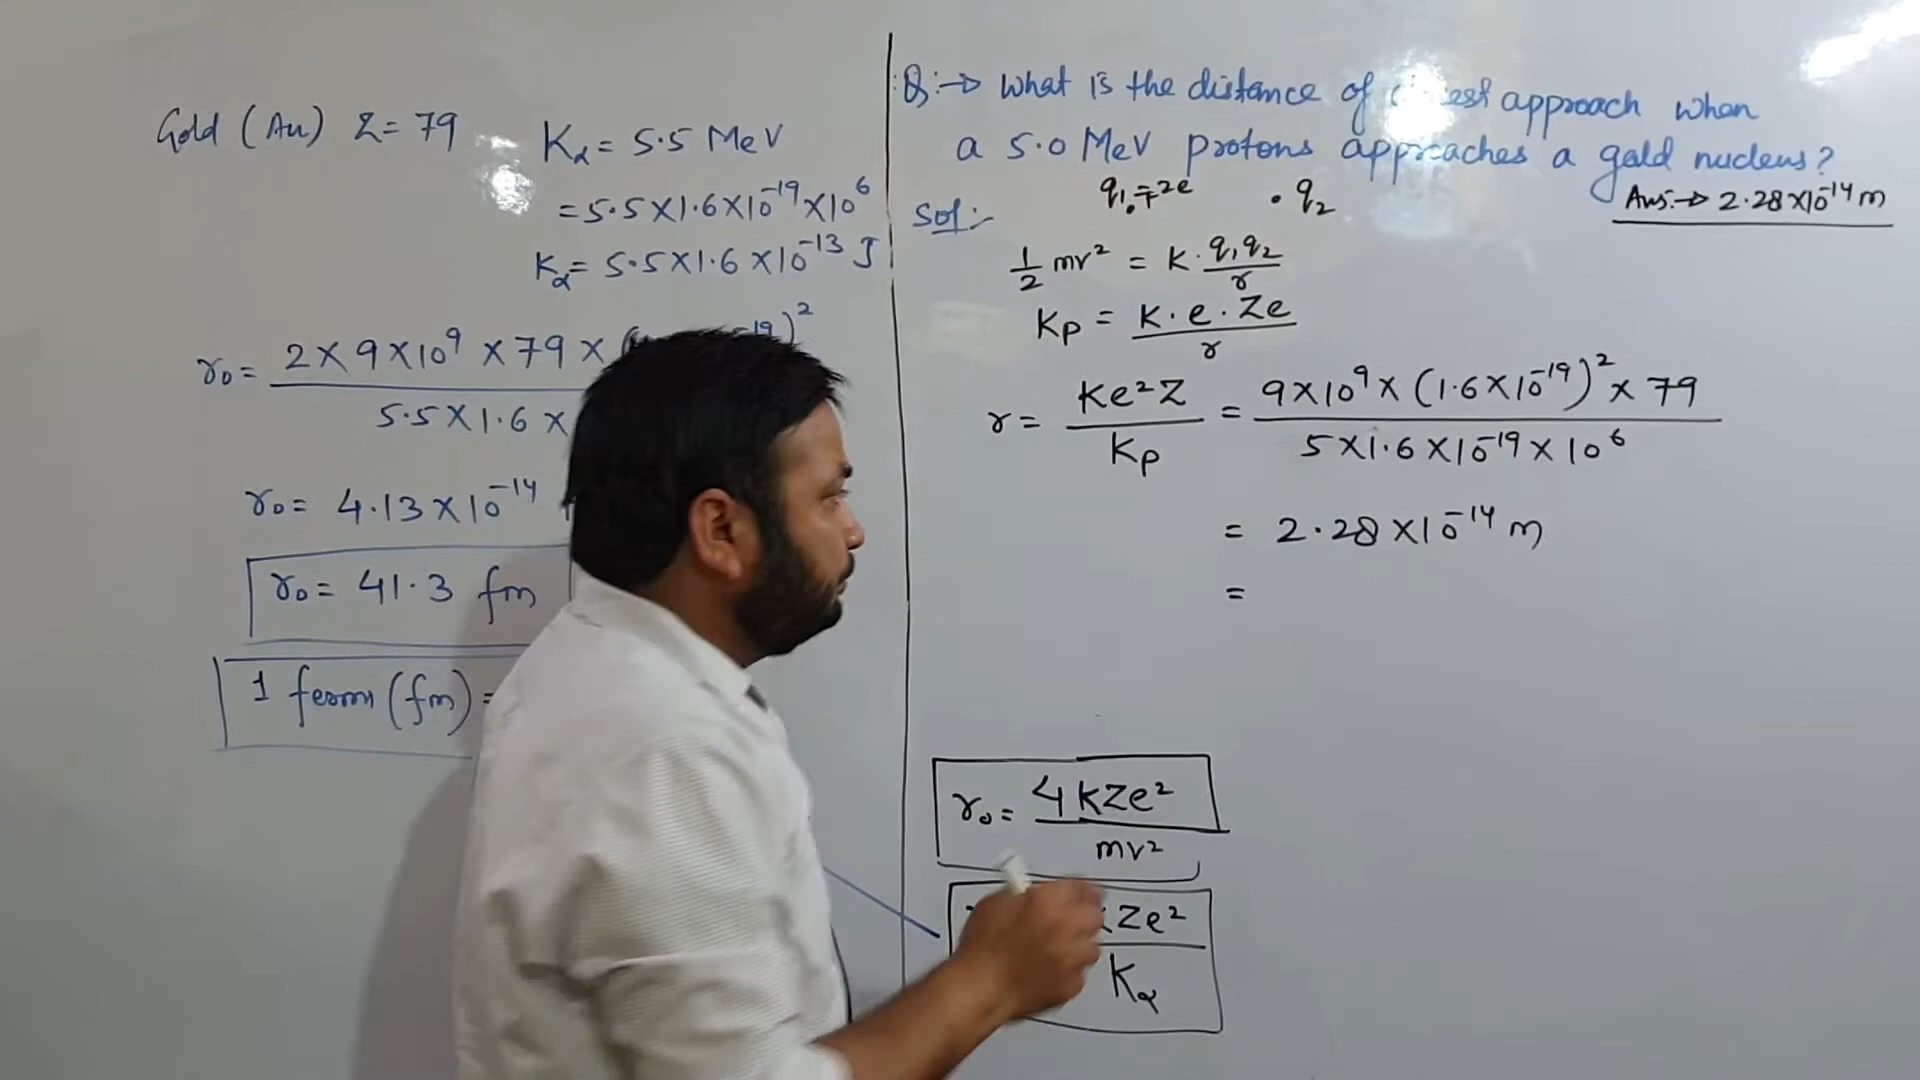 Gold (Au) Z = 79
Kα = 5.5 MeV
= 5.5 × 1.6 × 10⁻¹⁹ × 10⁶
Kα = 5.5 × 1.6 × 10⁻¹³ J
r₀ = 2 × 9 × 10⁹ × 79 × ( ⁻¹⁹)²
5.5 × 1.6 ×
r₀ = 4.13 × 10⁻¹⁴
r₀ = 41.3 fm
1 (fm) =
Q:→ What is the distance of approach when
a 5.0 MeV protons approaches a gold nucleus?
Ans:→ 2.28 × 10⁻¹⁴ m
Sol:-
q₁ = 2e . q₂
1/2 mv² = K · q₁q₂ / r
Kp = K · e · Ze / r
r = Ke²Z / Kp = 9 × 10⁹ × (1.6 × 10⁻¹⁹)² × 79 / 5 × 1.6 × 10⁻¹⁹ × 10⁶
= 2.28 × 10⁻¹⁴ m
=
r₀ = 4KZe² / mv²
Ze² / Kα